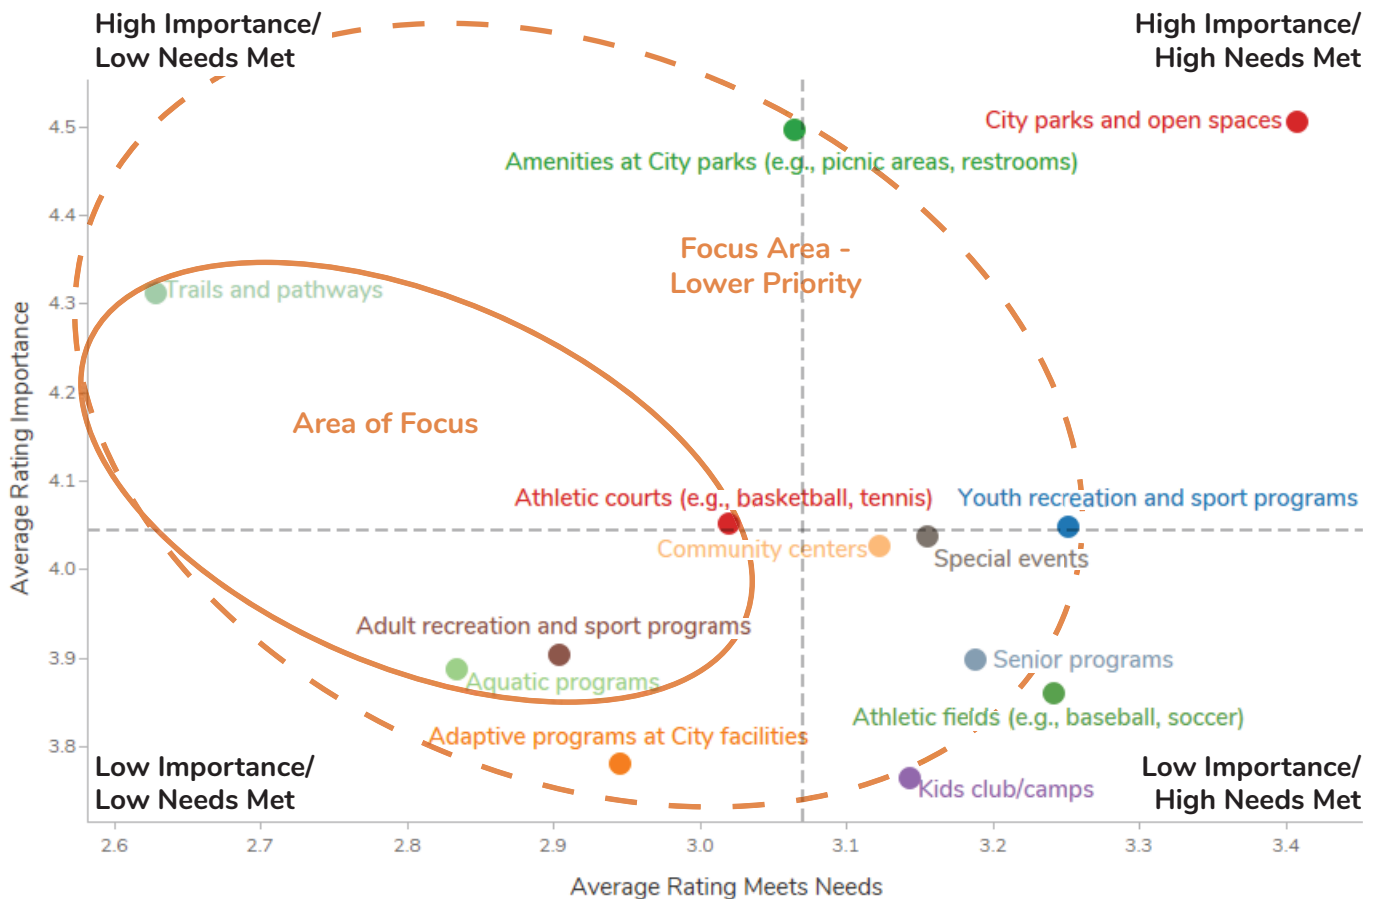 High Importance/
Low Needs Met
High Importance/
High Needs Met
City parks and open spaces
4.5
Amenities at City parks (e.g., picnic areas, restrooms)
4.4
Focus Area -
Lower Priority
Trails and pathways
4.3
Average Rating Importance
4.2
Area of Focus
4.1
Athletic courts (e.g., basketball, tennis)
Youth recreation and sport programs
Community centers
Special events
4.0
Adult recreation and sport programs
3.9
Senior programs
Aquatic programs
Athletic fields (e.g., baseball, soccer)
Adaptive programs at City facilities
3.8
Low Importance/
Low Needs Met
Low Importance/
High Needs Met
Kids club/camps
2.6 2.7 2.8 2.9 3.0 3.1 3.2 3.3 3.4
Average Rating Meets Needs